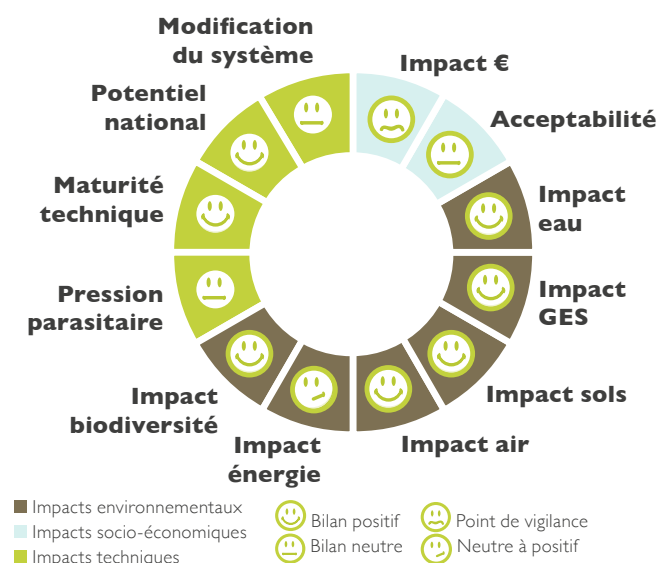 Modification
du système
Impact €
Potentiel
national
Acceptabilité
Maturité
technique
Impact
eau
Pression
parasitaire
Impact
GES
Impact
biodiversité
Impact sols
Impact
énergie
Impact air
Impacts environnementaux
Impacts socio-économiques
Impacts techniques
Bilan positif
Bilan neutre
Point de vigilance
Neutre à positif